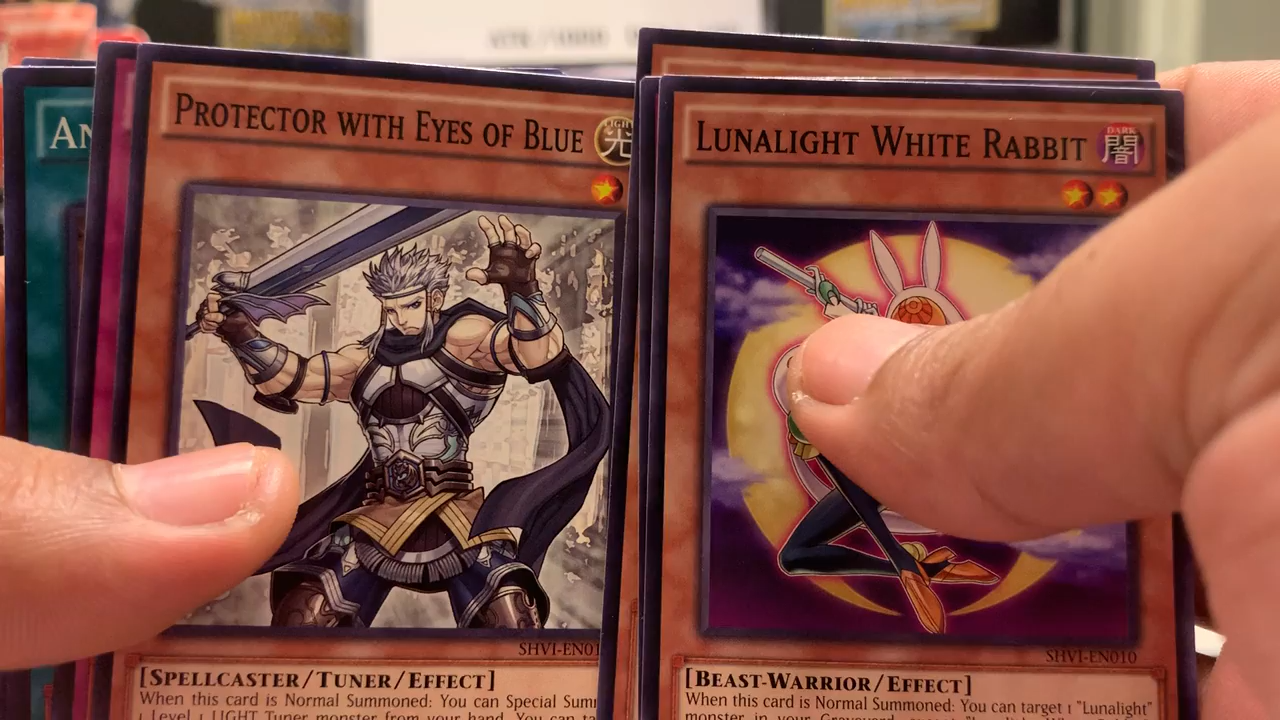 An
Protector with Eyes of Blue
LIGHT
光
SHVI-EN01
[Spellcaster/Tuner/Effect]
When this card is Normal Summoned: You can Special Summ
1 Level 1 LIGHT Tuner monster from your hand. You can ta
Lunalight White Rabbit
DARK
闇
SHVI-EN010
[Beast-Warrior/Effect]
When this card is Normal Summoned: You can target 1 "Lunalight"
monster in your Graveyard